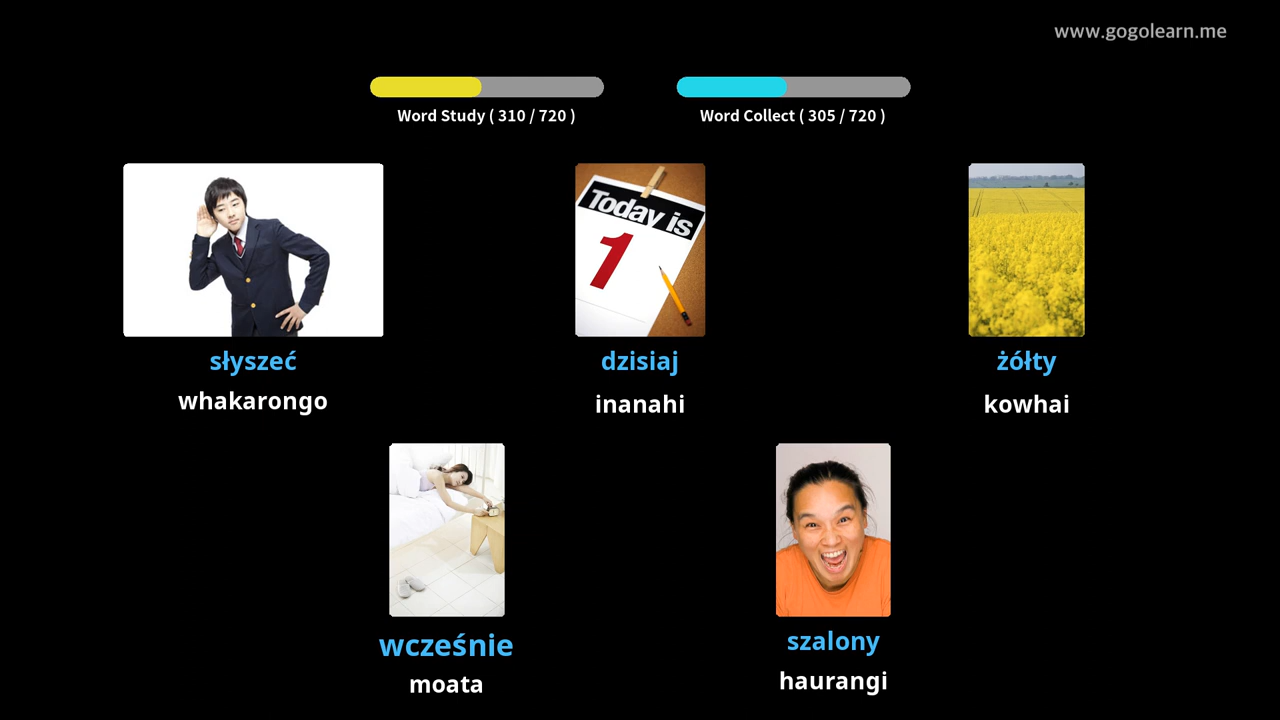 www.gogolearn.me
Word Study ( 310 / 720 )
Word Collect ( 305 / 720 )
Today is
1
słyszeć
dzisiaj
żółty
whakarongo
inanahi
kowhai
wcześnie
szalony
moata
haurangi